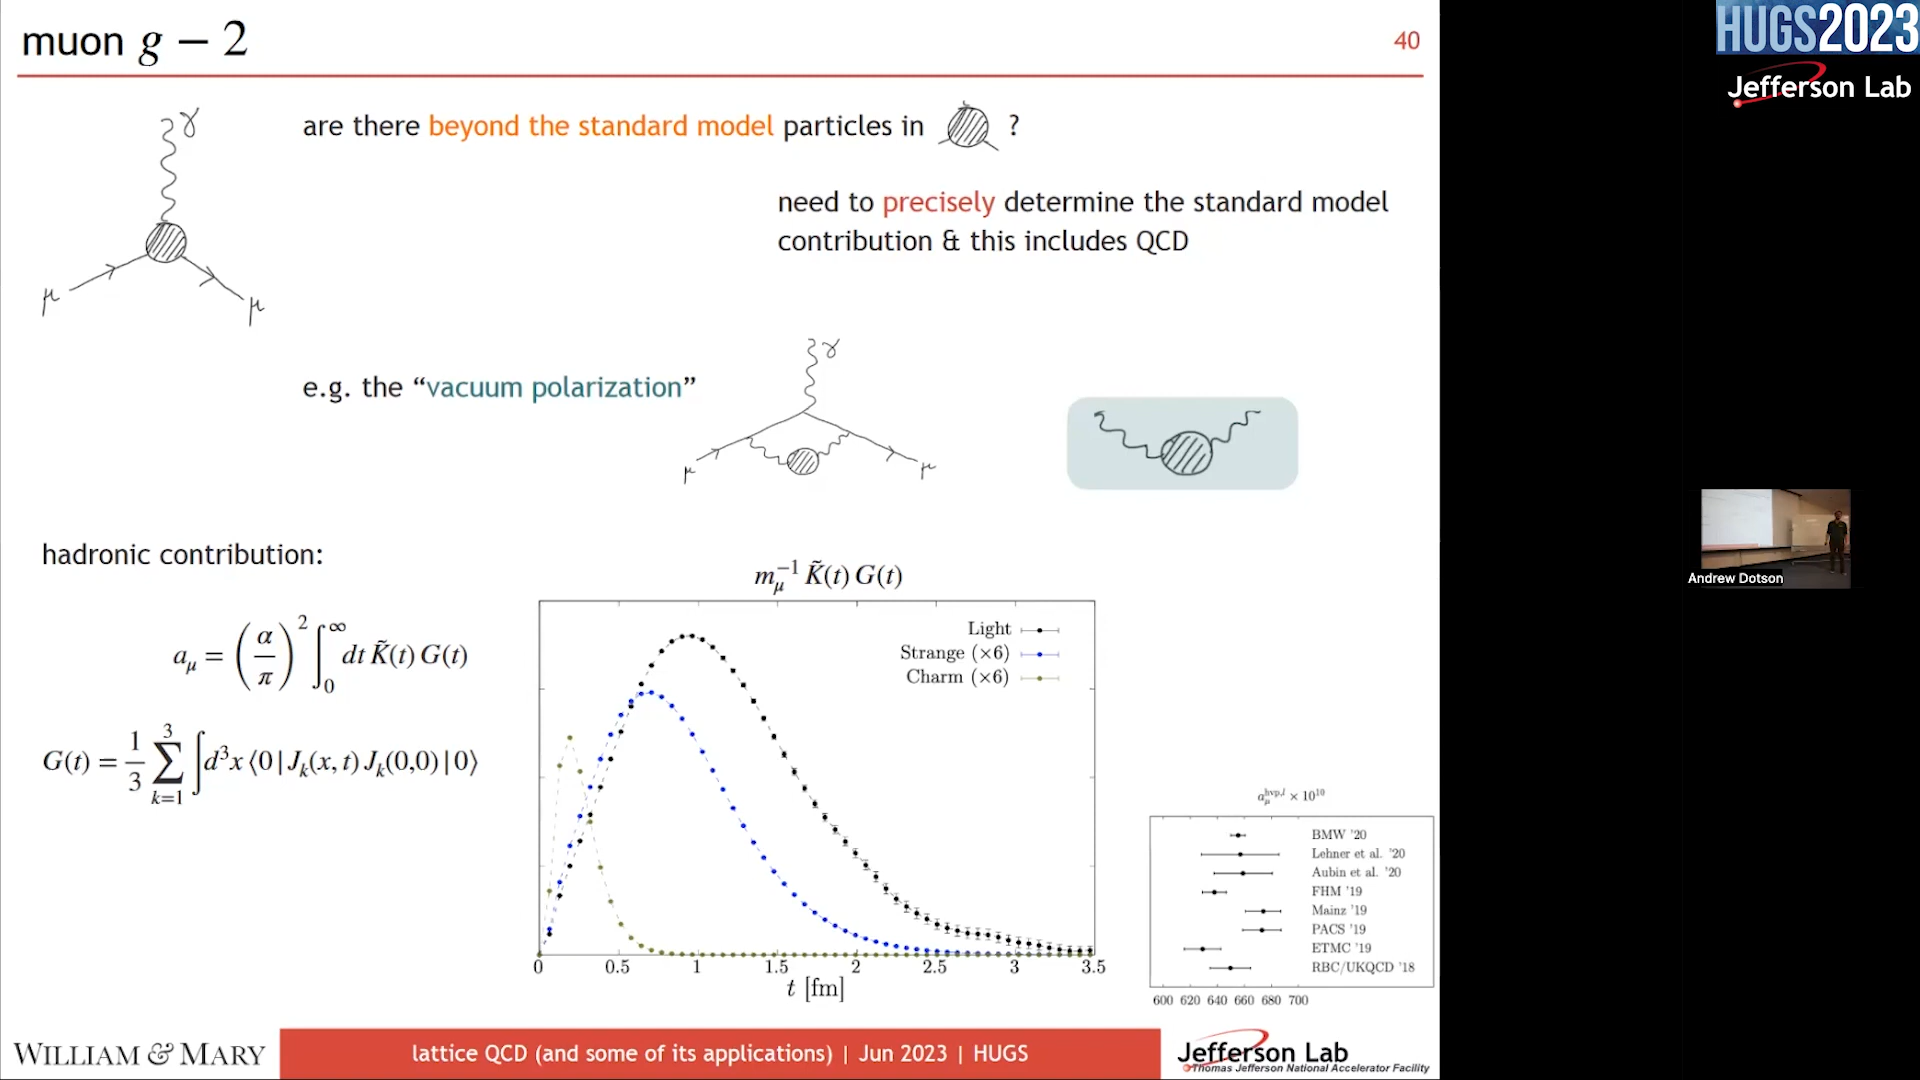 muon g − 2
40
HUGS2023
Jefferson Lab
γ
are there beyond the standard model particles in ?
need to precisely determine the standard model
contribution & this includes QCD
μ
μ
e.g. the “vacuum polarization”
γ
μ
μ
Andrew Dotson
hadronic contribution:
a_μ = (α/π)² ∫₀^∞ dt K̃(t) G(t)
G(t) = 1/3 ∑_{k=1}^{3} ∫d³x ⟨0|J_k(x, t) J_k(0,0)|0⟩
m_μ^{−1} K̃(t) G(t)
Light
Strange (×6)
Charm (×6)
0 0.5 1 1.5 2 2.5 3 3.5
t [fm]
a_μ^{hvp,l} × 10^{10}
BMW '20
Lehner et al. '20
Aubin et al. '20
FHM '19
Mainz '19
PACS '19
ETMC '19
RBC/UKQCD '18
600 620 640 660 680 700
WILLIAM & MARY
lattice QCD (and some of its applications) | Jun 2023 | HUGS
Jefferson Lab
Thomas Jefferson National Accelerator Facility